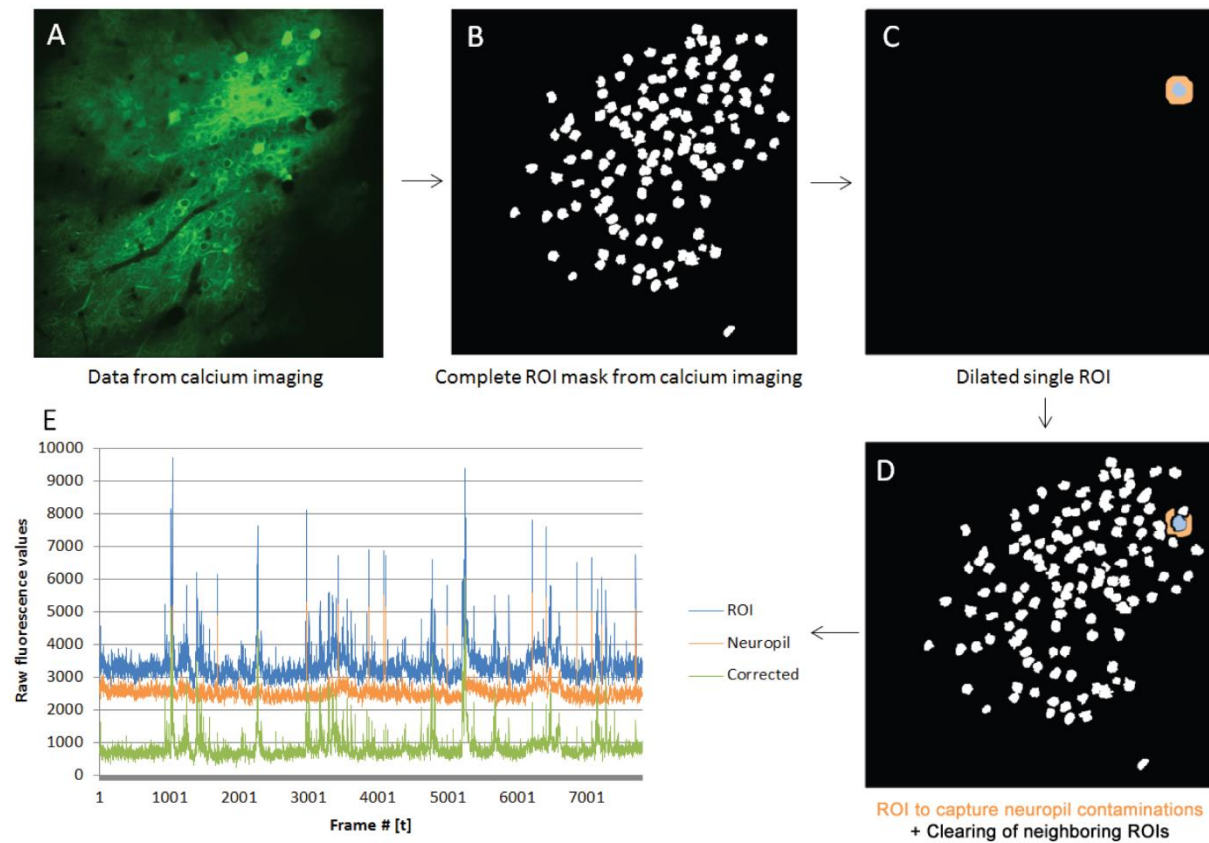 A
B
C
Data from calcium imaging
Complete ROI mask from calcium imaging
Dilated single ROI
E
10000
9000
8000
7000
6000
5000
4000
3000
2000
1000
0
Raw fluorescence values
1
1001
2001
3001
4001
5001
6001
7001
Frame # [t]
ROI
Neuropil
Corrected
D
ROI to capture neuropil contaminations
+ Clearing of neighboring ROIs